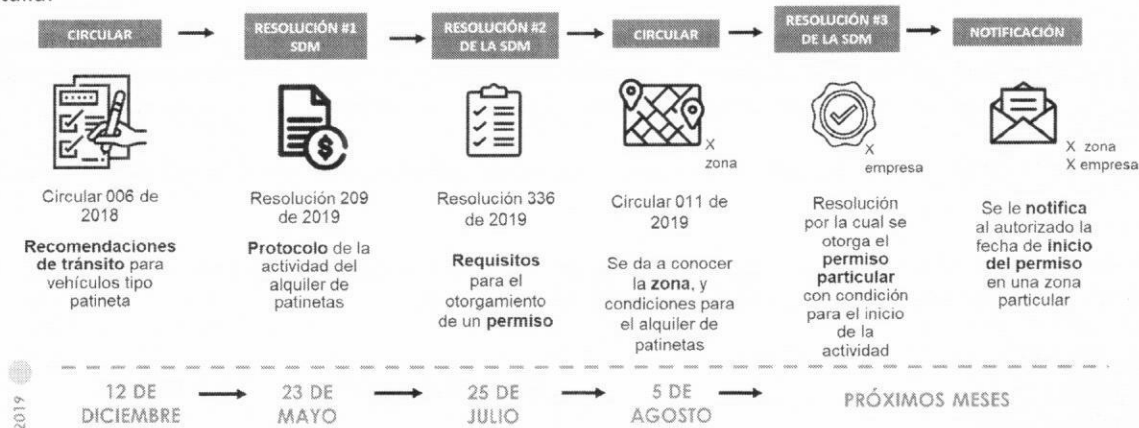 CIRCULAR
RESOLUCIÓN #1
SDM
RESOLUCIÓN #2
DE LA SDM
CIRCULAR
RESOLUCIÓN #3
DE LA SDM
NOTIFICACIÓN
X
zona
X
empresa
X zona
X empresa
Circular 006 de
2018
Recomendaciones
de tránsito para
vehículos tipo
patineta
Resolución 209
de 2019
Protocolo de la
actividad del
alquiler de
patinetas
Resolución 336
de 2019
Requisitos
para el
otorgamiento
de un permiso
Circular 011 de
2019
Se da a conocer
la zona, y
condiciones para
el alquiler de
patinetas
Resolución
por la cual se
otorga el
permiso
particular
con condición
para el inicio
de la
actividad
Se le notifica
al autorizado la
fecha de inicio
del permiso
en una zona
particular
2019
12 DE
DICIEMBRE
23 DE
MAYO
25 DE
JULIO
5 DE
AGOSTO
PRÓXIMOS MESES